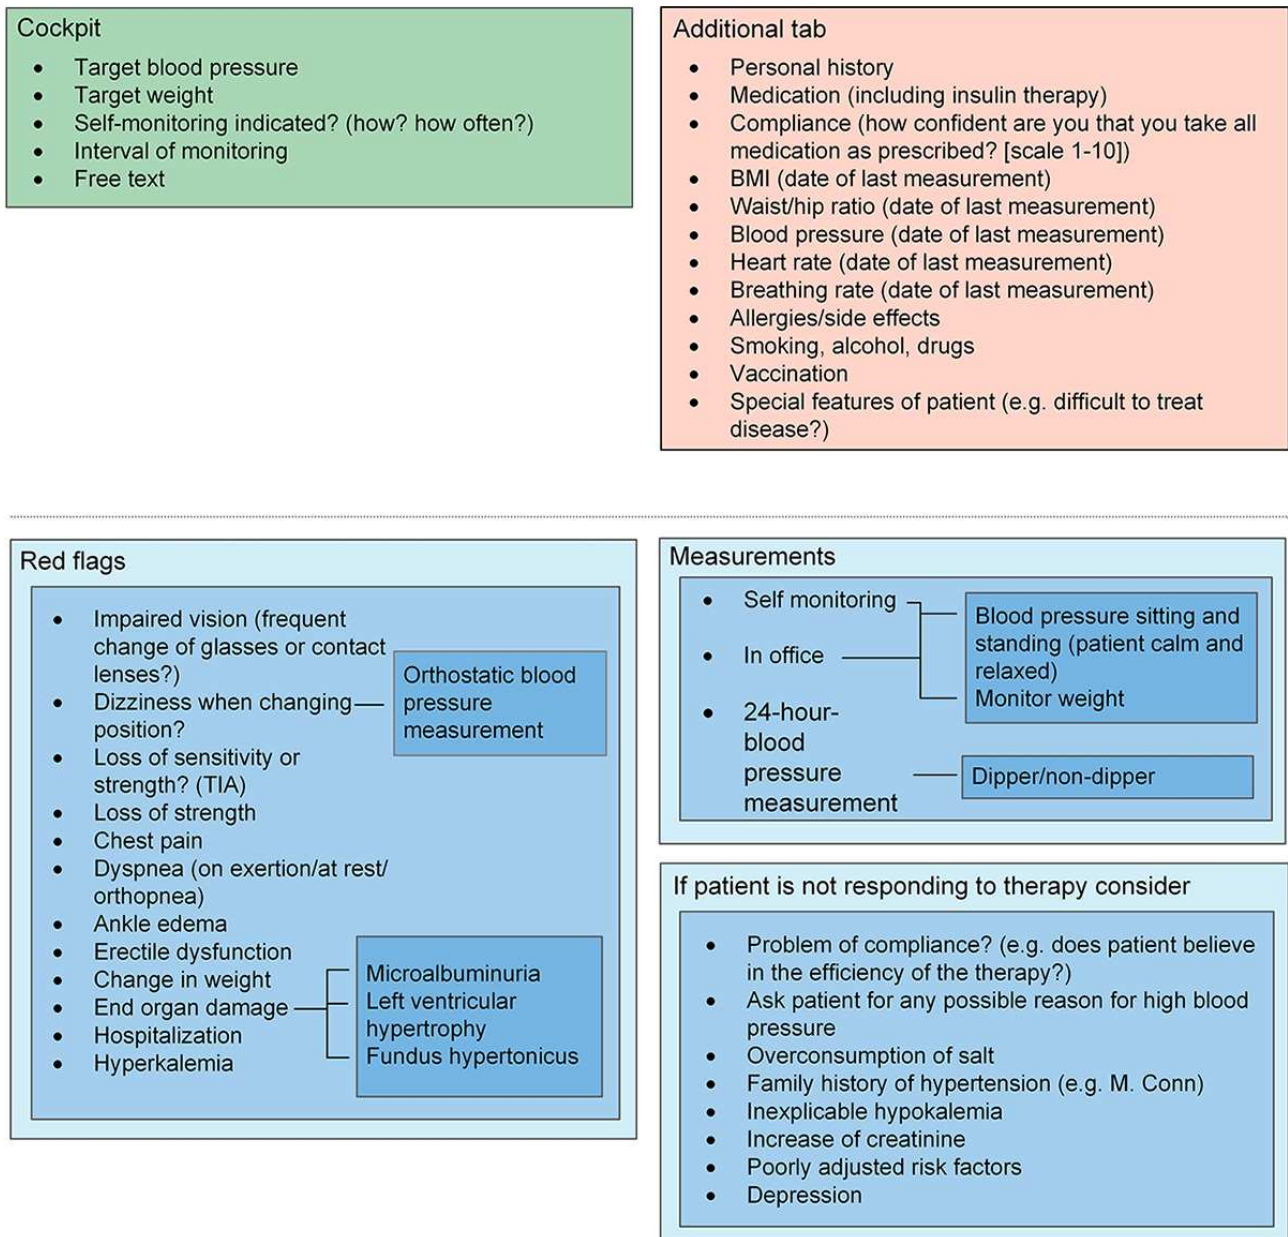 Cockpit
• Target blood pressure
• Target weight
• Self-monitoring indicated? (how? how often?)
• Interval of monitoring
• Free text
Additional tab
• Personal history
• Medication (including insulin therapy)
• Compliance (how confident are you that you take all
medication as prescribed? [scale 1-10])
• BMI (date of last measurement)
• Waist/hip ratio (date of last measurement)
• Blood pressure (date of last measurement)
• Heart rate (date of last measurement)
• Breathing rate (date of last measurement)
• Allergies/side effects
• Smoking, alcohol, drugs
• Vaccination
• Special features of patient (e.g. difficult to treat
disease?)
Red flags
• Impaired vision (frequent
change of glasses or contact
lenses?)
• Dizziness when changing
position?
• Loss of sensitivity or
strength? (TIA)
• Loss of strength
• Chest pain
• Dyspnea (on exertion/at rest/
orthopnea)
• Ankle edema
• Erectile dysfunction
• Change in weight
• End organ damage
• Hospitalization
• Hyperkalemia
Orthostatic blood
pressure
measurement
Microalbuminuria
Left ventricular
hypertrophy
Fundus hypertonicus
Measurements
• Self monitoring
• In office
• 24-hour-
blood
pressure
measurement
Blood pressure sitting and
standing (patient calm and
relaxed)
Monitor weight
Dipper/non-dipper
If patient is not responding to therapy consider
• Problem of compliance? (e.g. does patient believe
in the efficiency of the therapy?)
• Ask patient for any possible reason for high blood
pressure
• Overconsumption of salt
• Family history of hypertension (e.g. M. Conn)
• Inexplicable hypokalemia
• Increase of creatinine
• Poorly adjusted risk factors
• Depression